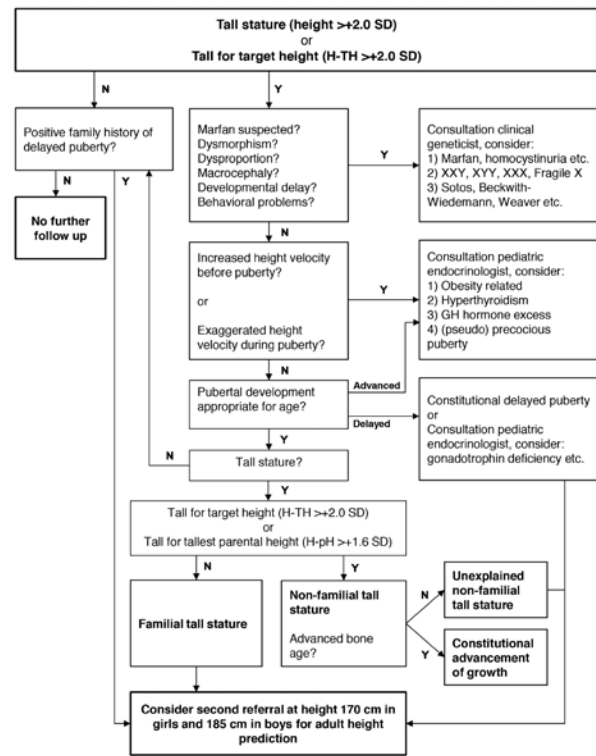 Tall stature (height >+2.0 SD)
or
Tall for target height (H-TH >+2.0 SD)
N
Y
Positive family history of
delayed puberty?
Marfan suspected?
Dysmorphism?
Dysproportion?
Macrocephaly?
Developmental delay?
Behavioral problems?
Y
Consultation clinical
geneticist, consider:
1) Marfan, homocystinuria etc.
2) XXY, XYY, XXX, Fragile X
3) Sotos, Beckwith-
Wiedemann, Weaver etc.
N
Y
No further
follow up
N
Increased height velocity
before puberty?
or
Exaggerated height
velocity during puberty?
Y
Consultation pediatric
endocrinologist, consider:
1) Obesity related
2) Hyperthyroidism
3) GH hormone excess
4) (pseudo) precocious
puberty
N
Pubertal development
appropriate for age?
Advanced
Delayed
Constitutional delayed puberty
or
Consultation pediatric
endocrinologist, consider:
gonadotrophin deficiency etc.
Y
N
Tall stature?
Y
Tall for target height (H-TH >+2.0 SD)
or
Tall for tallest parental height (H-pH >+1.6 SD)
N
Y
Familial tall stature
Non-familial tall
stature
Advanced bone
age?
N
Unexplained
non-familial
tall stature
Y
Constitutional
advancement
of growth
Consider second referral at height 170 cm in
girls and 185 cm in boys for adult height
prediction